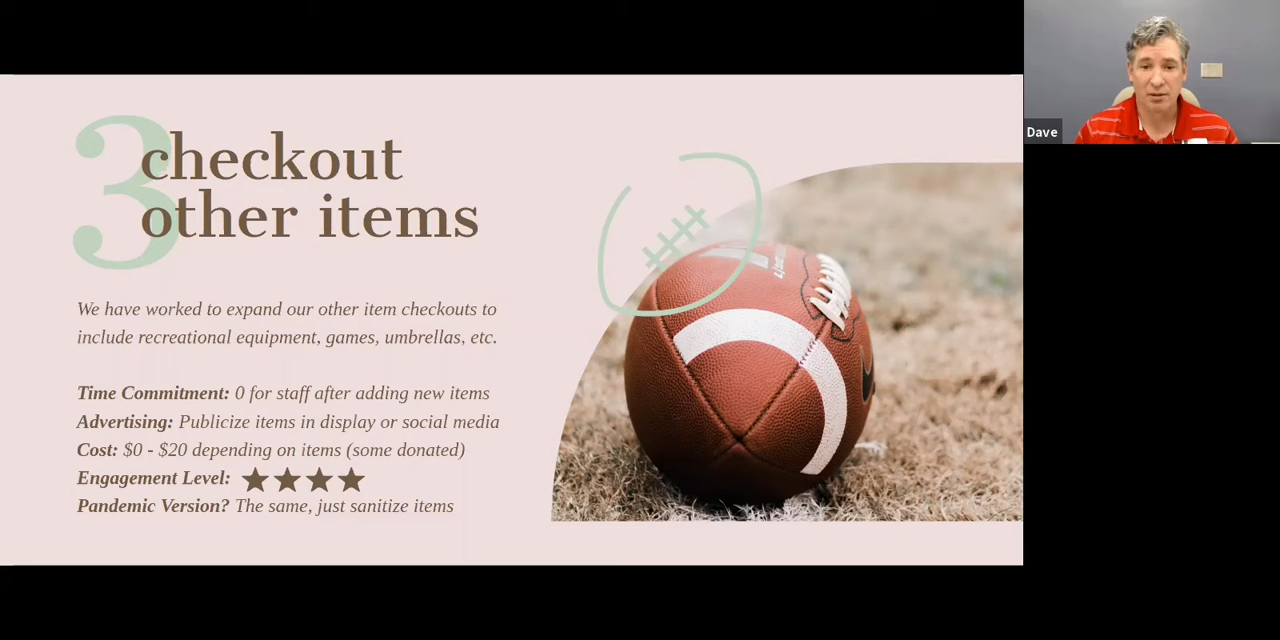 3
checkout
other items
We have worked to expand our other item checkouts to
include recreational equipment, games, umbrellas, etc.
Time Commitment: 0 for staff after adding new items
Advertising: Publicize items in display or social media
Cost: $0 - $20 depending on items (some donated)
Engagement Level:
Pandemic Version? The same, just sanitize items
Dave